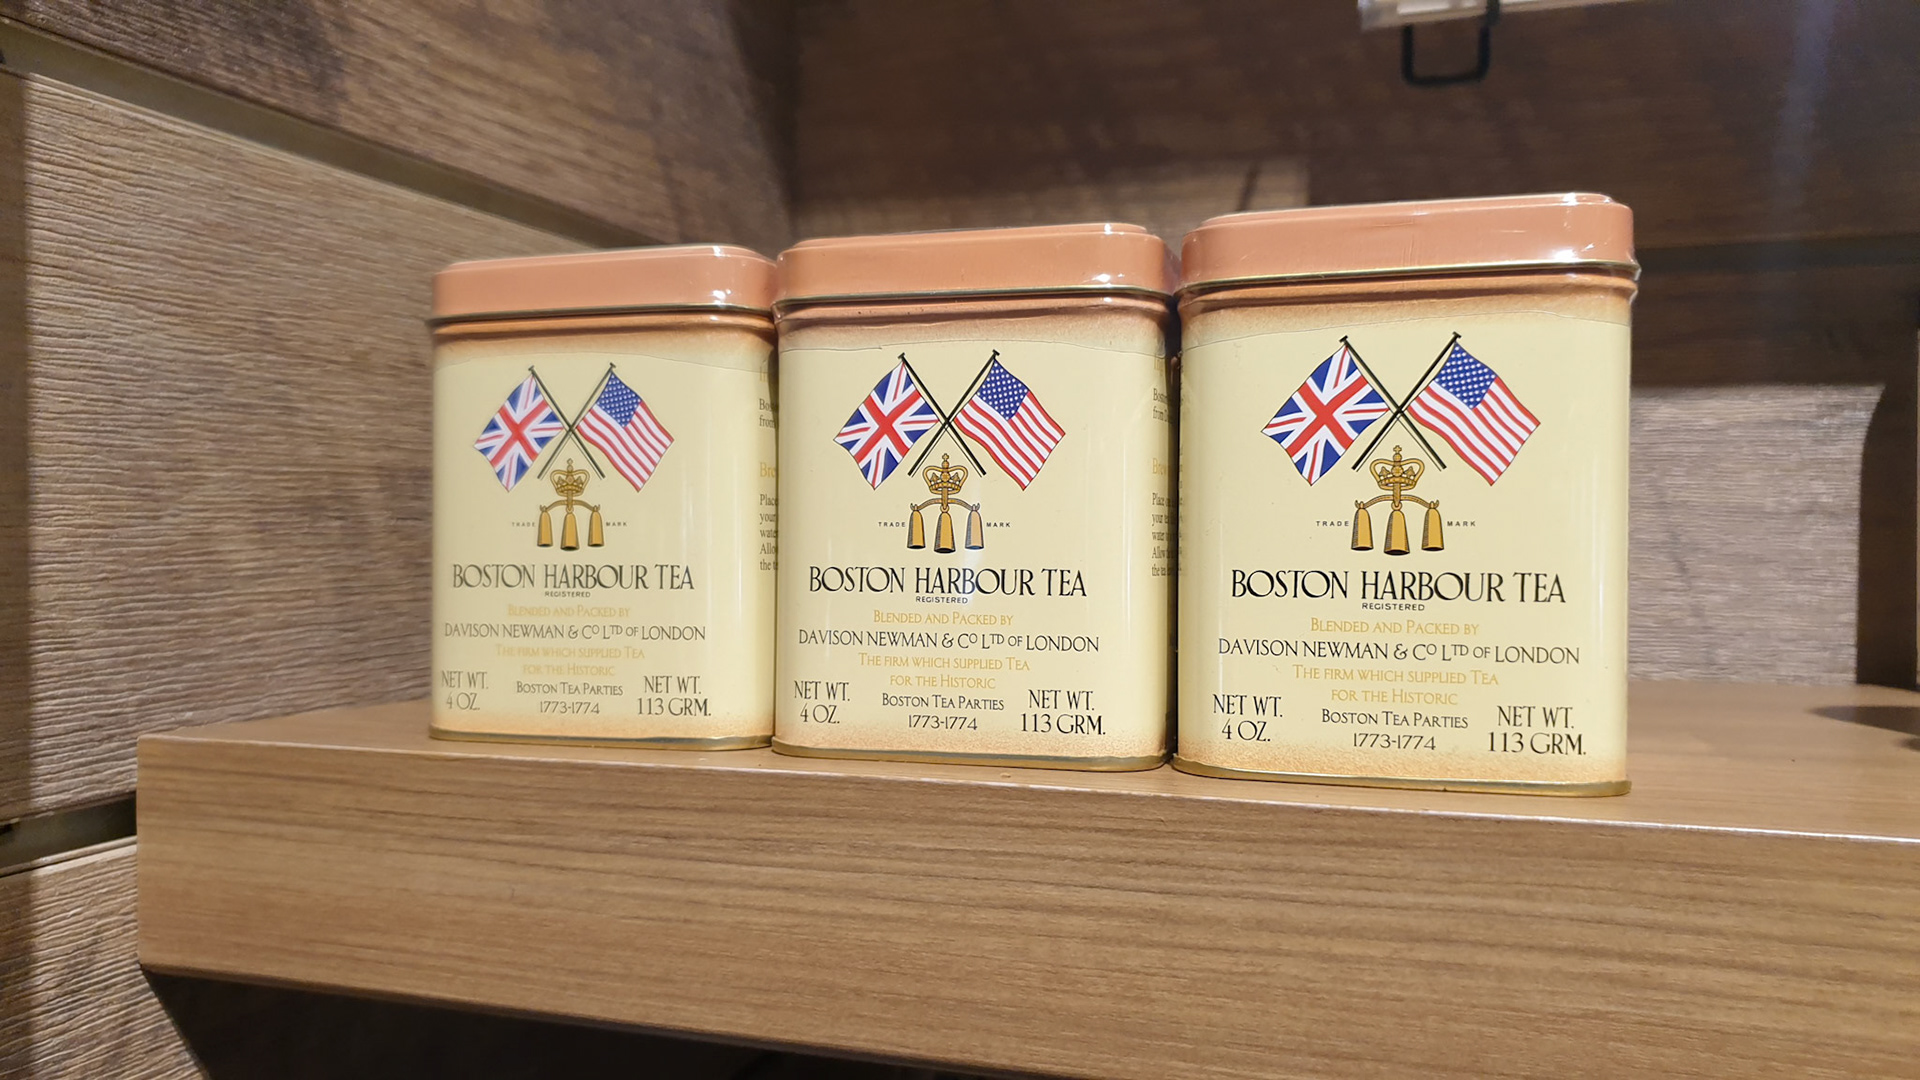 TRADE MARK
BOSTON HARBOUR TEA
REGISTERED
BLENDED AND PACKED BY
DAVISON NEWMAN & CO LTD OF LONDON
THE FIRM WHICH SUPPLIED TEA
FOR THE HISTORIC
BOSTON TEA PARTIES
1773-1774
NET WT.
4 OZ.
NET WT.
113 GRM.
TRADE MARK
BOSTON HARBOUR TEA
REGISTERED
BLENDED AND PACKED BY
DAVISON NEWMAN & CO LTD OF LONDON
THE FIRM WHICH SUPPLIED TEA
FOR THE HISTORIC
BOSTON TEA PARTIES
1773-1774
NET WT.
4 OZ.
NET WT.
113 GRM.
TRADE MARK
BOSTON HARBOUR TEA
REGISTERED
BLENDED AND PACKED BY
DAVISON NEWMAN & CO LTD OF LONDON
THE FIRM WHICH SUPPLIED TEA
FOR THE HISTORIC
BOSTON TEA PARTIES
1773-1774
NET WT.
4 OZ.
NET WT.
113 GRM.